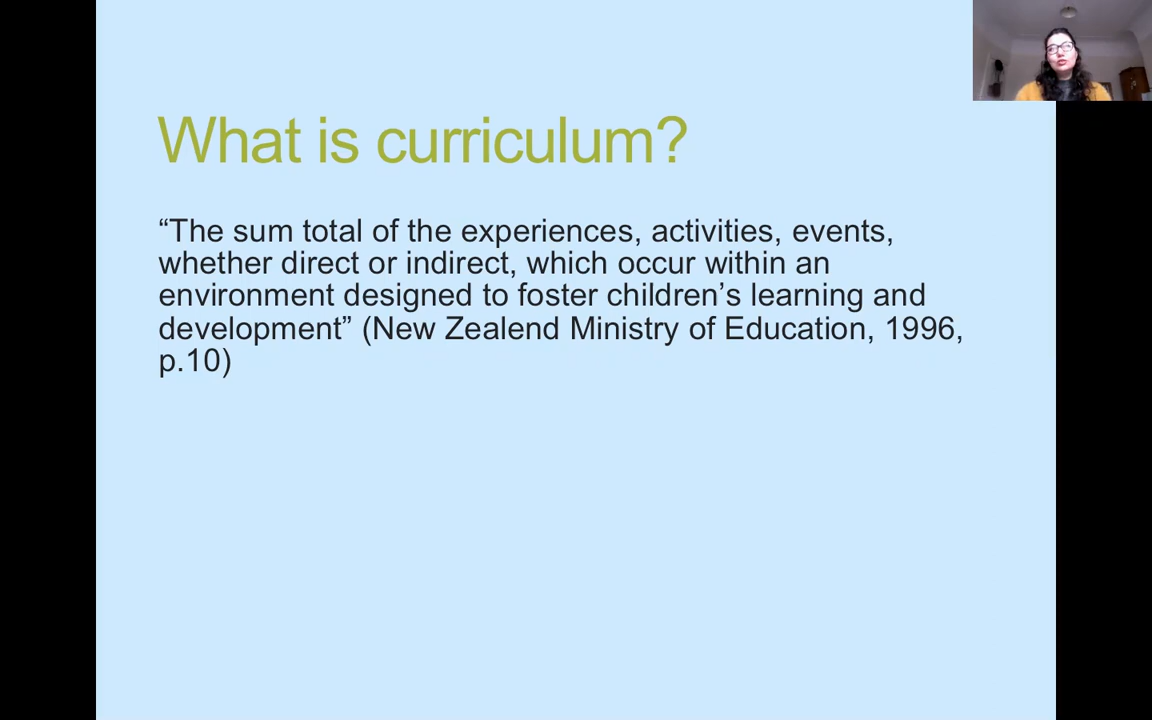 What is curriculum?
“The sum total of the experiences, activities, events,
whether direct or indirect, which occur within an
environment designed to foster children’s learning and
development” (New Zealend Ministry of Education, 1996,
p.10)